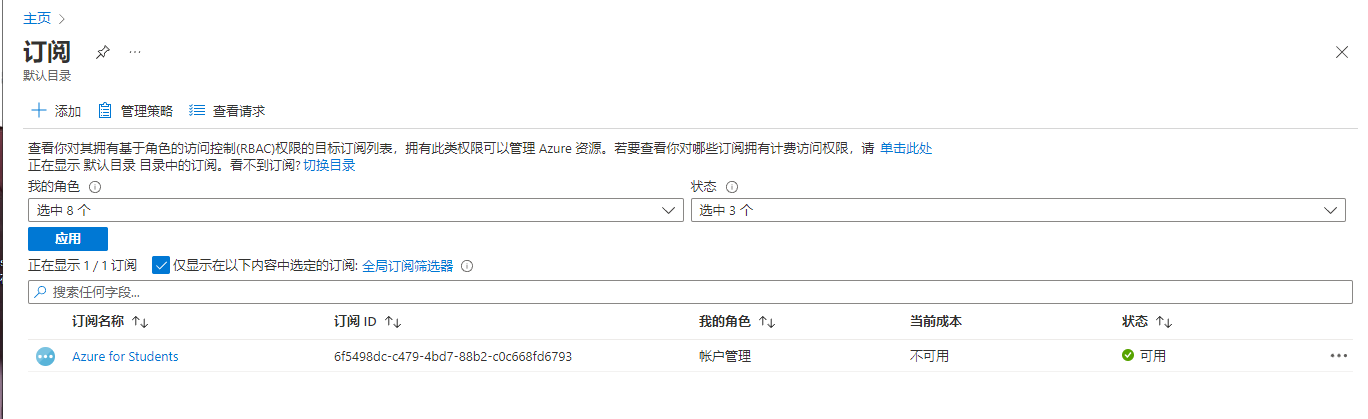 主页
订阅
默认目录
添加 管理策略 查看请求
查看你对其拥有基于角色的访问控制(RBAC)权限的目标订阅列表，拥有此类权限可以管理 Azure 资源。若要查看你对哪些订阅拥有计费访问权限，请 单击此处
正在显示 默认目录 目录中的订阅。看不到订阅? 切换目录
我的角色 状态
选中 8 个 选中 3 个
应用
正在显示 1 / 1 订阅 仅显示在以下内容中选定的订阅: 全局订阅筛选器
搜索任何字段...
订阅名称 订阅 ID 我的角色 当前成本 状态
Azure for Students 6f5498dc-c479-4bd7-88b2-c0c668fd6793 帐户管理 不可用 可用